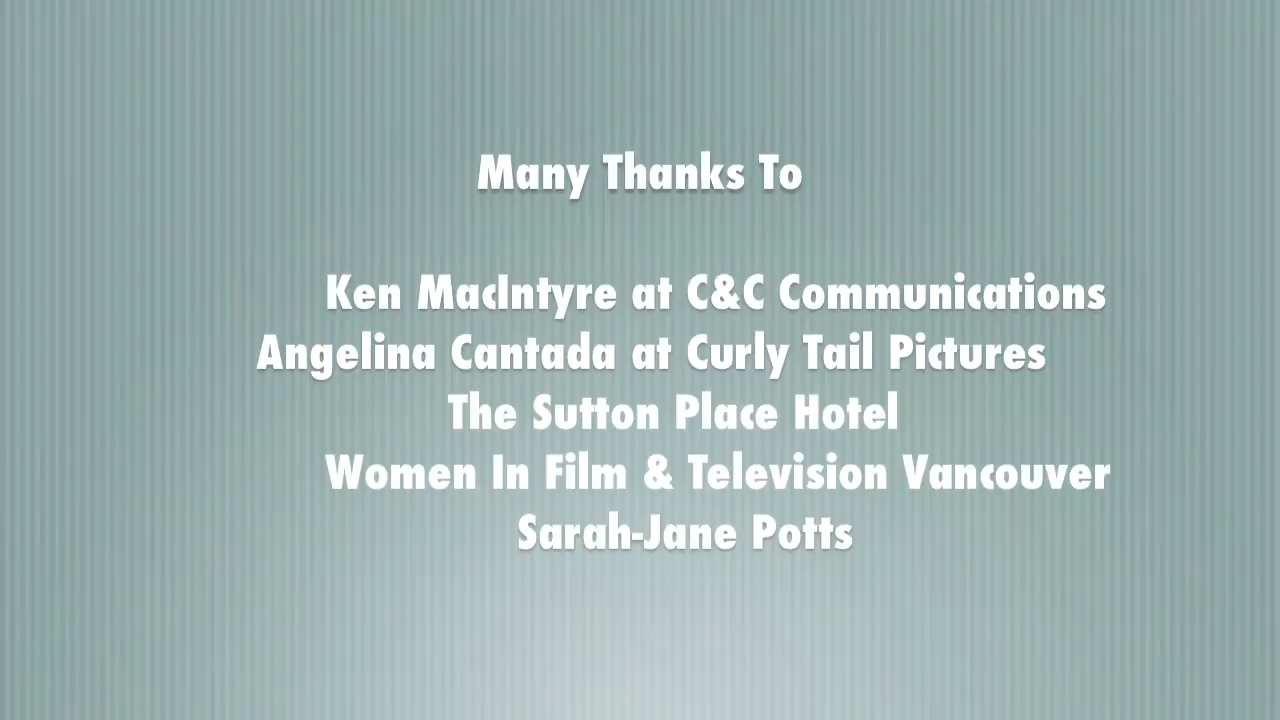 Many Thanks To
Ken MacIntyre at C&C Communications
Angelina Cantada at Curly Tail Pictures
The Sutton Place Hotel
Women In Film & Television Vancouver
Sarah-Jane Potts